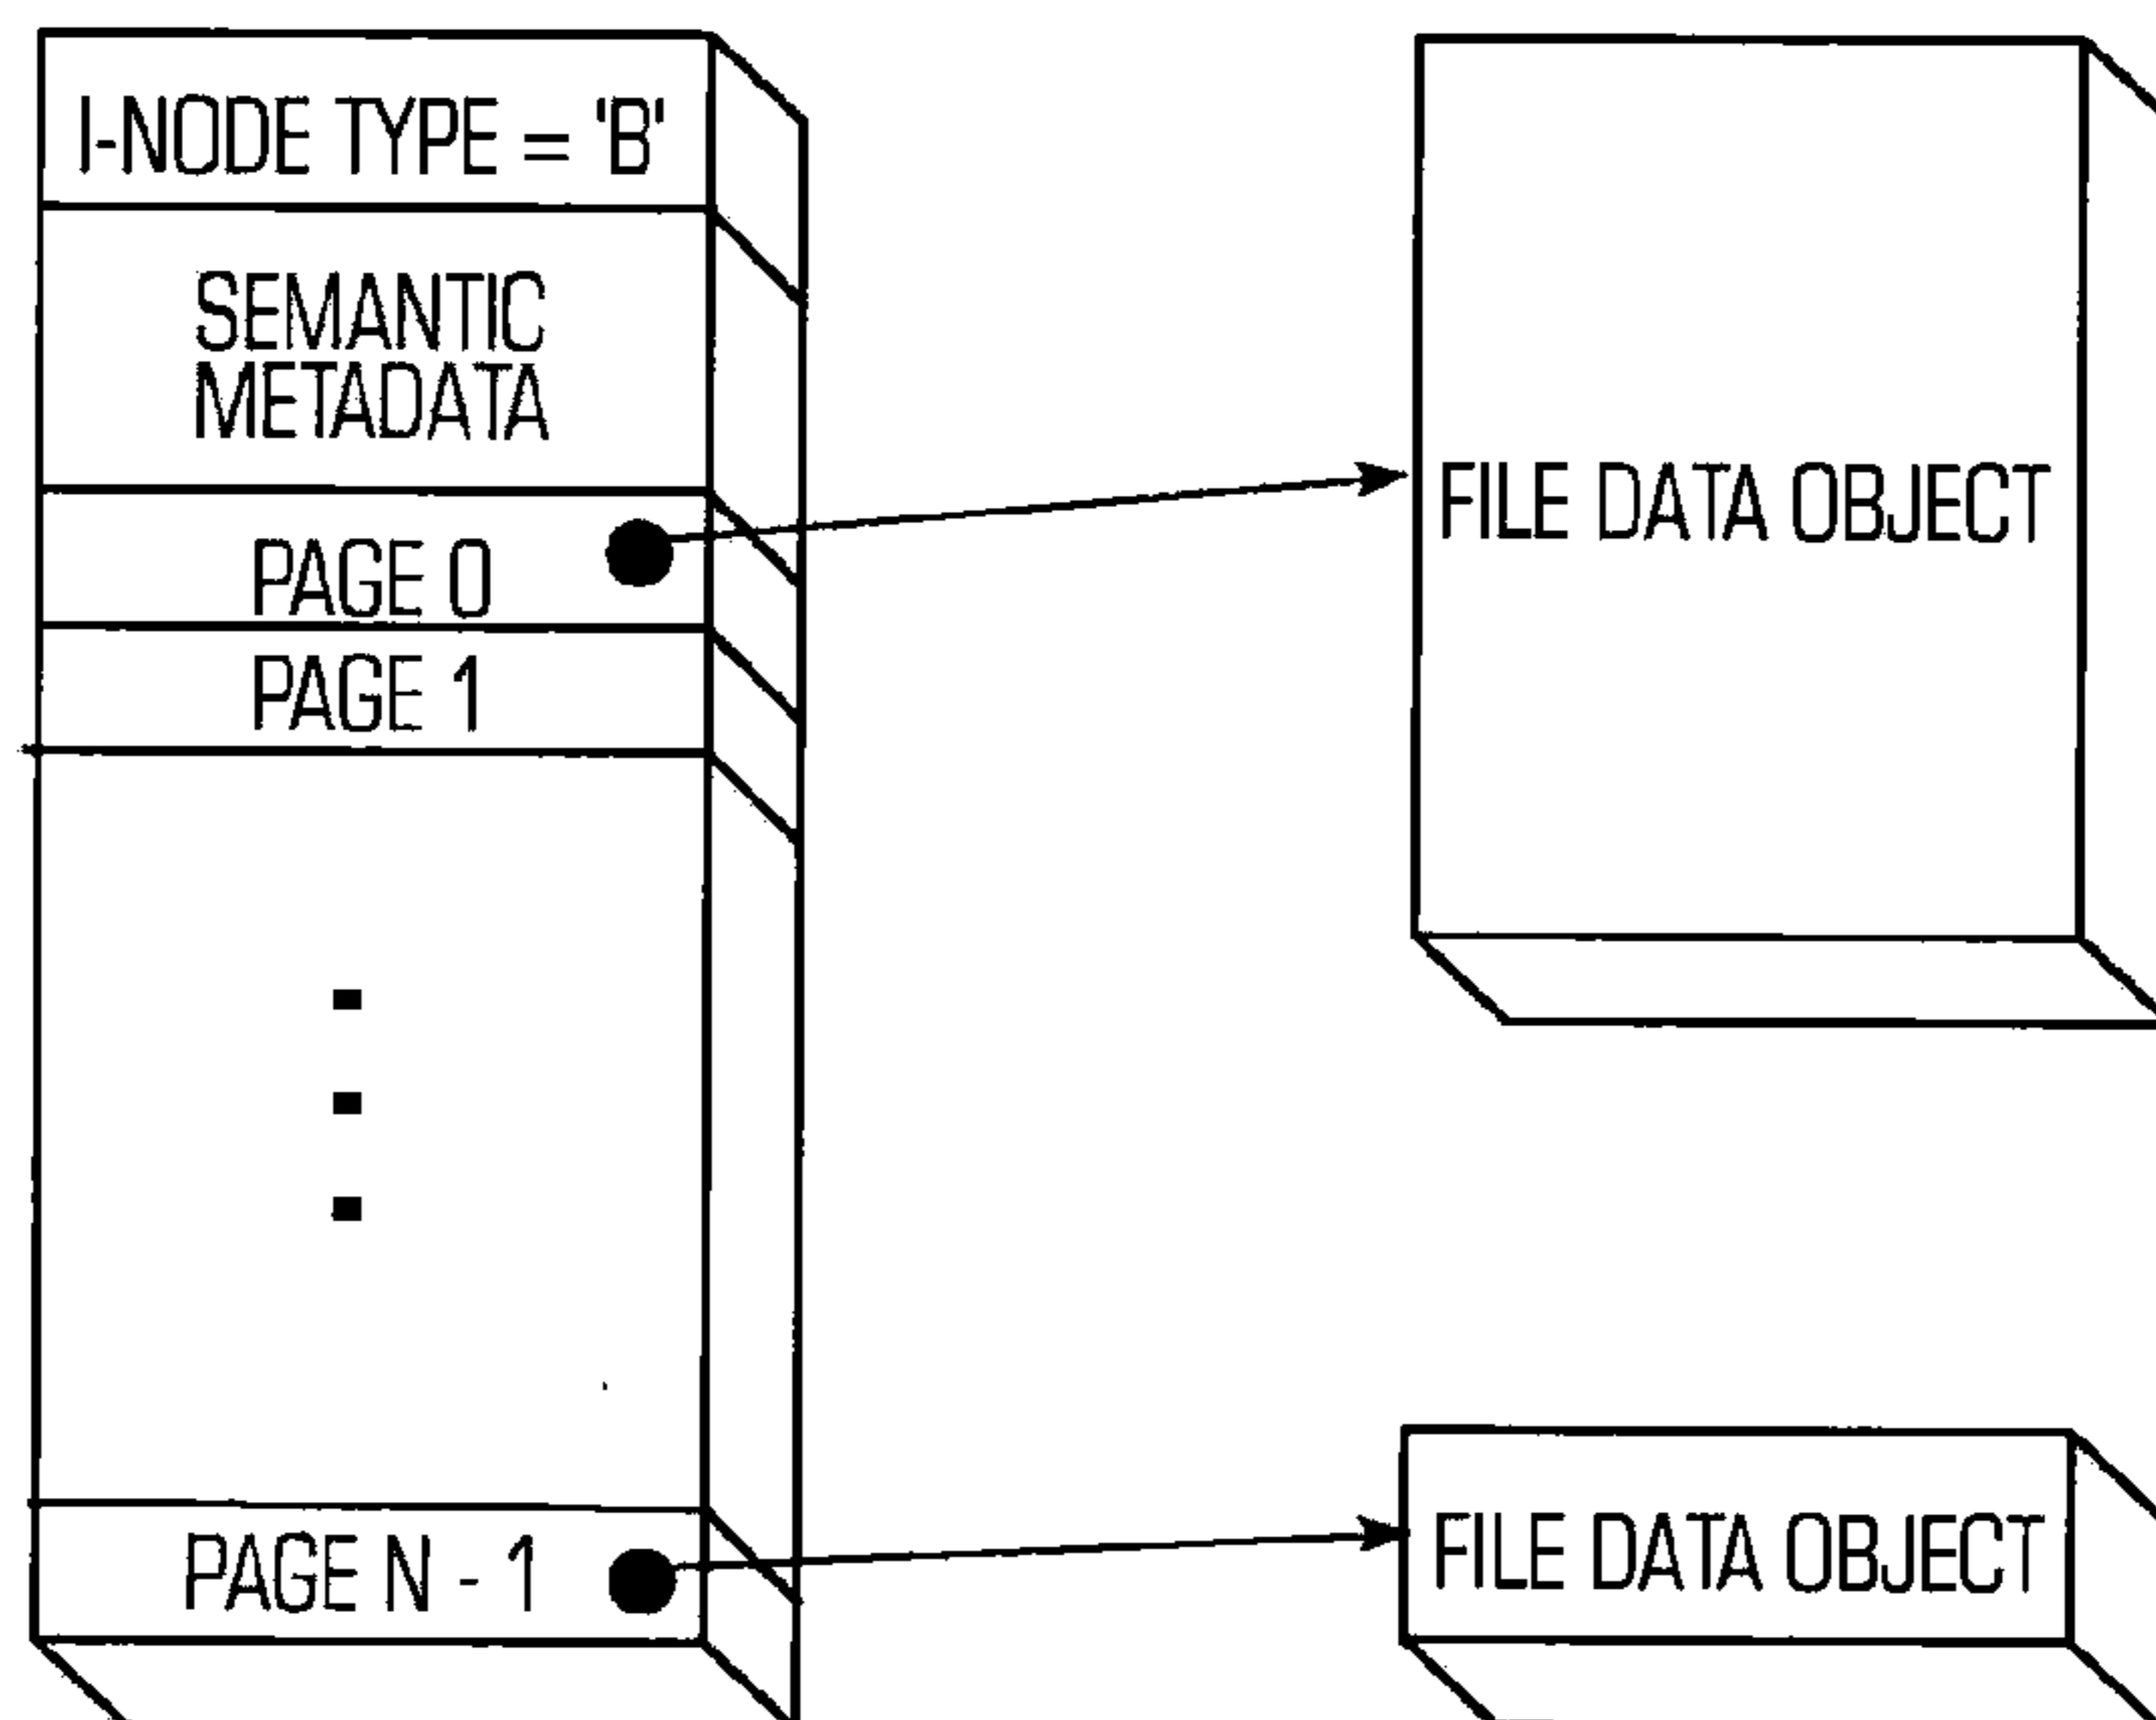 I-NODE TYPE = 'B'
SEMANTIC
METADATA
PAGE 0
PAGE 1
PAGE N - 1
FILE DATA OBJECT
FILE DATA OBJECT